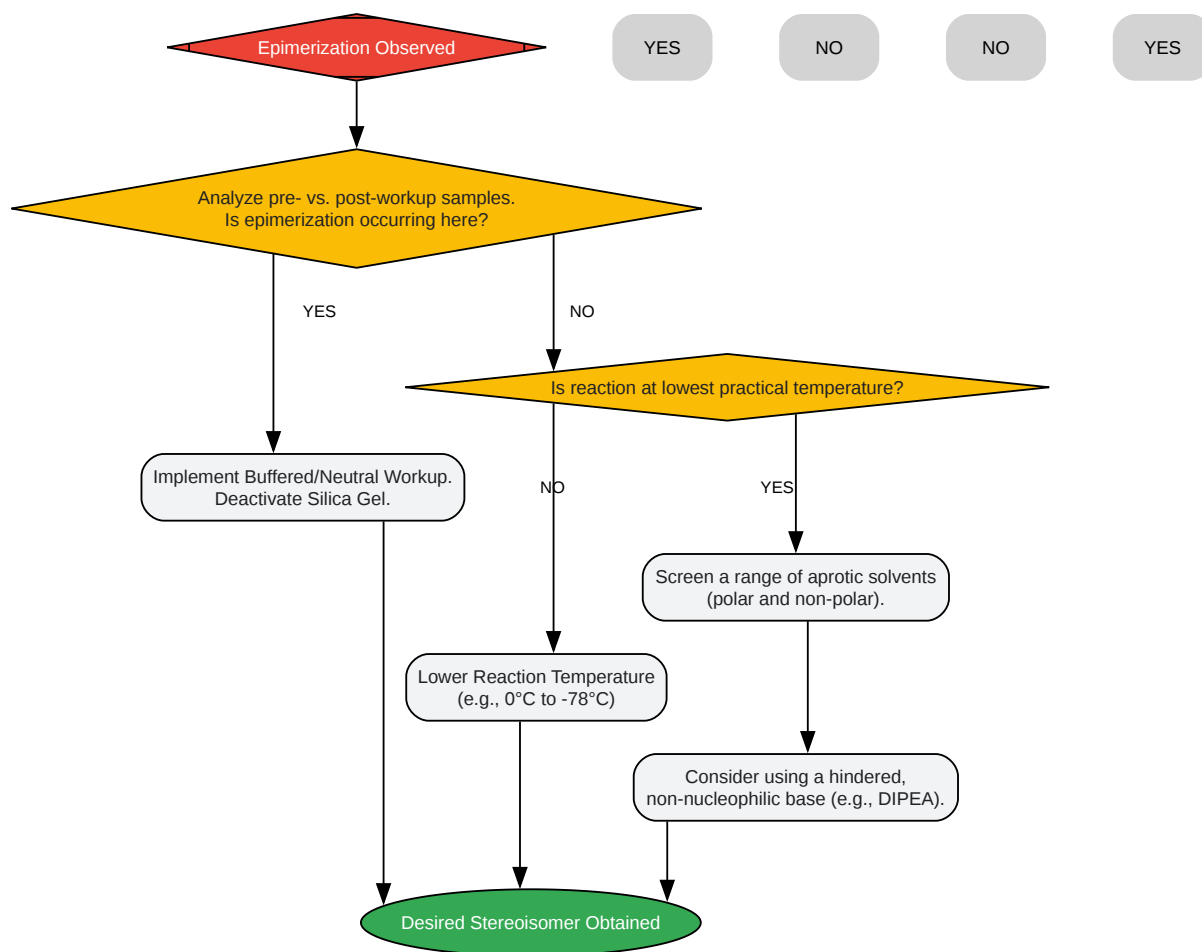 Epimerization Observed
YES
NO
NO
YES
Analyze pre- vs. post-workup samples.
Is epimerization occurring here?
YES
NO
Is reaction at lowest practical temperature?
Implement Buffered/Neutral Workup.
Deactivate Silica Gel.
NO
YES
Screen a range of aprotic solvents
(polar and non-polar).
Lower Reaction Temperature
(e.g., 0°C to -78°C)
Consider using a hindered,
non-nucleophilic base (e.g., DIPEA).
Desired Stereoisomer Obtained